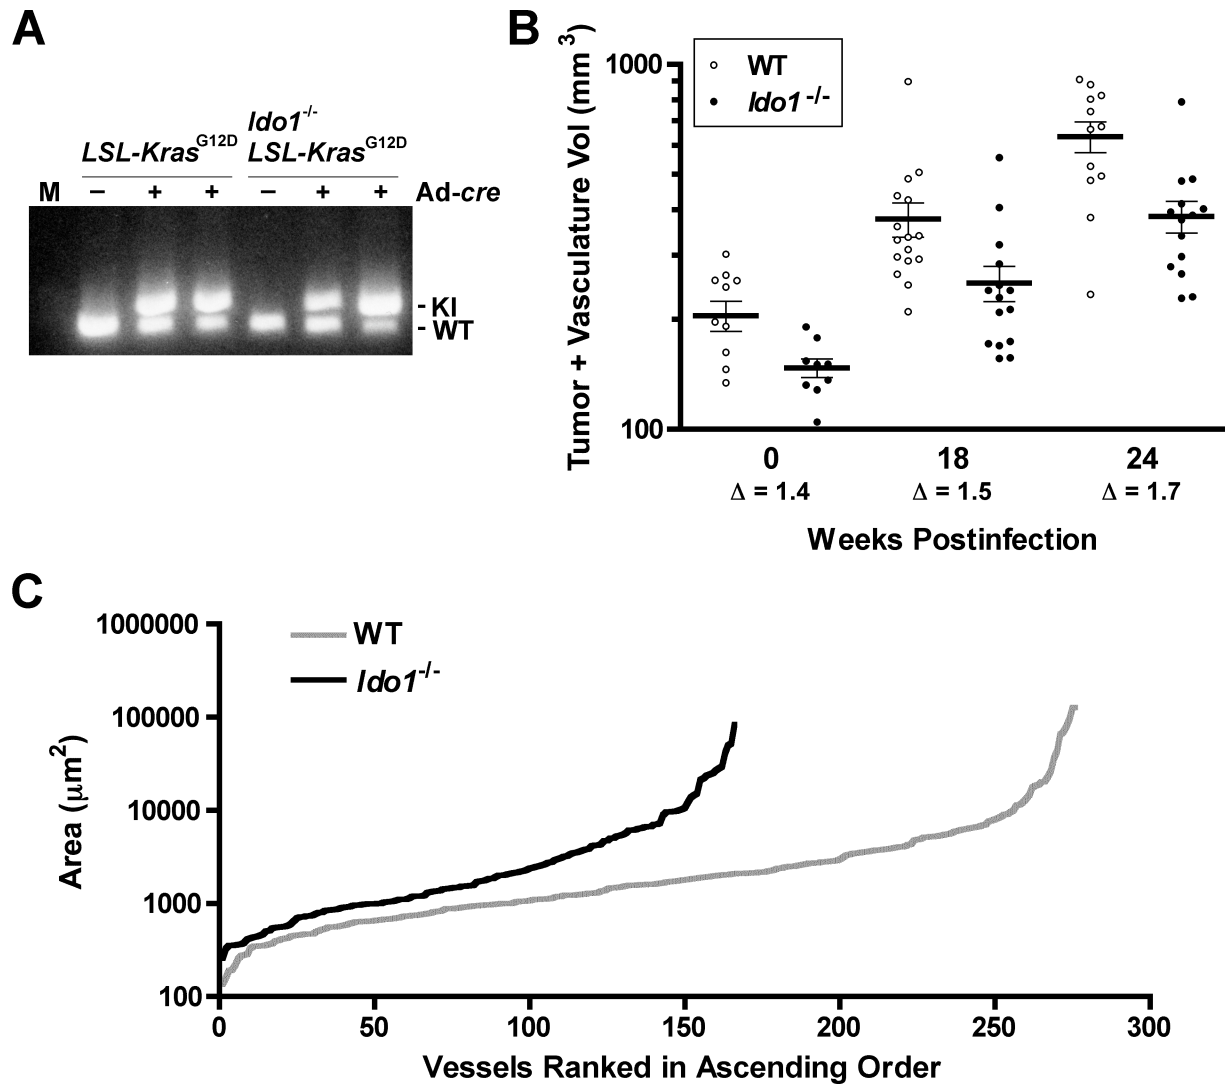 A
Ido1-/-
LSL-KrasG12D LSL-KrasG12D
M – + + – + + Ad-cre
- KI
- WT
B
Tumor + Vasculature Vol (mm3)
1000
100
WT
Ido1-/-
0 18 24
Δ = 1.4 Δ = 1.5 Δ = 1.7
Weeks Postinfection
C
Area (μm2)
1000000
100000
10000
1000
100
WT
Ido1-/-
0 50 100 150 200 250 300
Vessels Ranked in Ascending Order